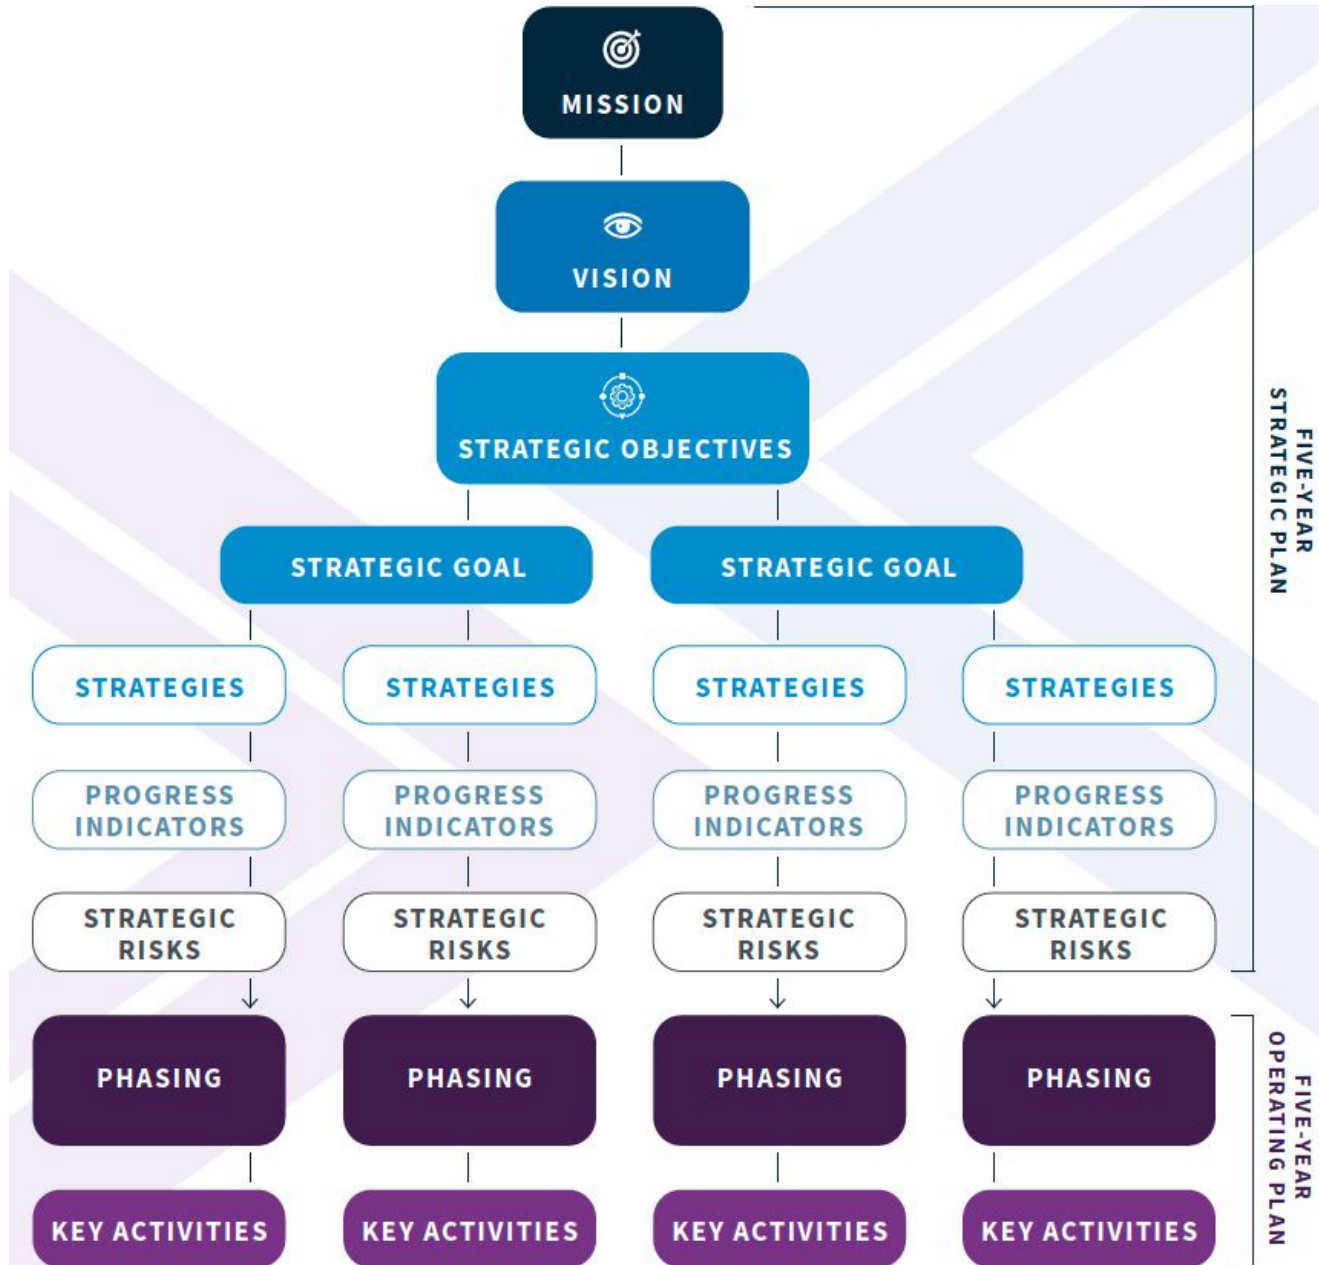 MISSION
VISION
STRATEGIC OBJECTIVES
STRATEGIC GOAL
STRATEGIC GOAL
STRATEGIES
STRATEGIES
STRATEGIES
STRATEGIES
PROGRESS
INDICATORS
PROGRESS
INDICATORS
PROGRESS
INDICATORS
PROGRESS
INDICATORS
STRATEGIC
RISKS
STRATEGIC
RISKS
STRATEGIC
RISKS
STRATEGIC
RISKS
FIVE-YEAR
STRATEGIC PLAN
PHASING
PHASING
PHASING
PHASING
KEY ACTIVITIES
KEY ACTIVITIES
KEY ACTIVITIES
KEY ACTIVITIES
FIVE-YEAR
OPERATING PLAN